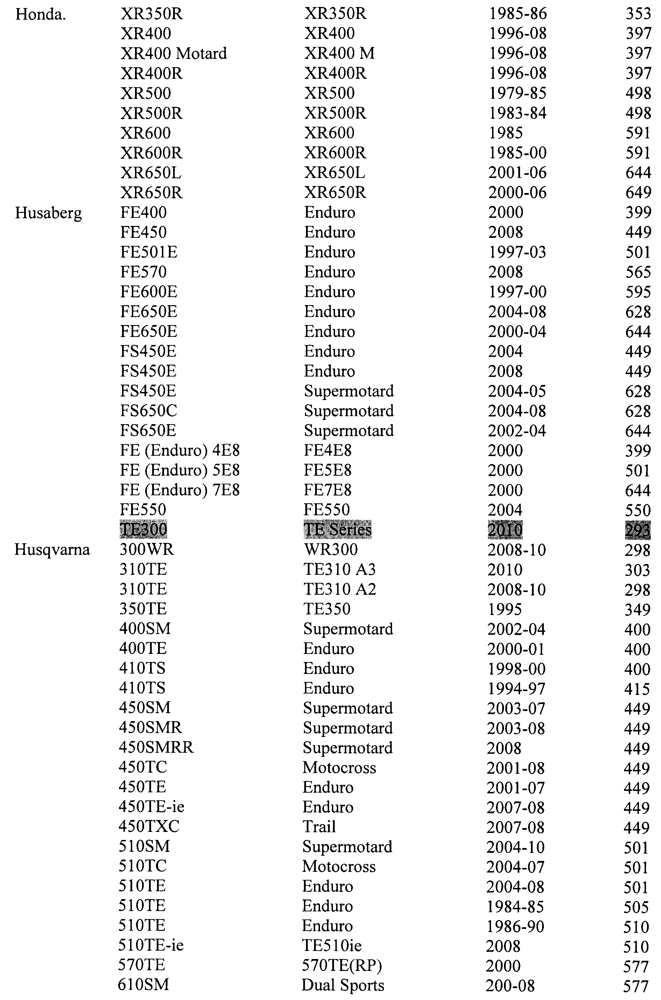 Honda. XR350R XR350R 1985-86 353
XR400 XR400 1996-08 397
XR400 Motard XR400 M 1996-08 397
XR400R XR400R 1996-08 397
XR500 XR500 1979-85 498
XR500R XR500R 1983-84 498
XR600 XR600 1985 591
XR600R XR600R 1985-00 591
XR650L XR650L 2001-06 644
XR650R XR650R 2000-06 649
Husaberg FE400 Enduro 2000 399
FE450 Enduro 2008 449
FE501E Enduro 1997-03 501
FE570 Enduro 2008 565
FE600E Enduro 1997-00 595
FE650E Enduro 2004-08 628
FE650E Enduro 2000-04 644
FS450E Enduro 2004 449
FS450E Enduro 2008 449
FS450E Supermotard 2004-05 628
FS650C Supermotard 2004-08 628
FS650E Supermotard 2002-04 644
FE (Enduro) 4E8 FE4E8 2000 399
FE (Enduro) 5E8 FE5E8 2000 501
FE (Enduro) 7E8 FE7E8 2000 644
FE550 FE550 2004 550
TE300 TE Series 2010 293
Husqvarna 300WR WR300 2008-10 298
310TE TE310 A3 2010 303
310TE TE310 A2 2008-10 298
350TE TE350 1995 349
400SM Supermotard 2002-04 400
400TE Enduro 2000-01 400
410TS Enduro 1998-00 400
410TS Enduro 1994-97 415
450SM Supermotard 2003-07 449
450SMR Supermotard 2003-08 449
450SMRR Supermotard 2008 449
450TC Motocross 2001-08 449
450TE Enduro 2001-07 449
450TE-ie Enduro 2007-08 449
450TXC Trail 2007-08 449
510SM Supermotard 2004-10 501
510TC Motocross 2004-07 501
510TE Enduro 2004-08 501
510TE Enduro 1984-85 505
510TE Enduro 1986-90 510
510TE-ie TE510ie 2008 510
570TE 570TE(RP) 2000 577
610SM Dual Sports 200-08 577